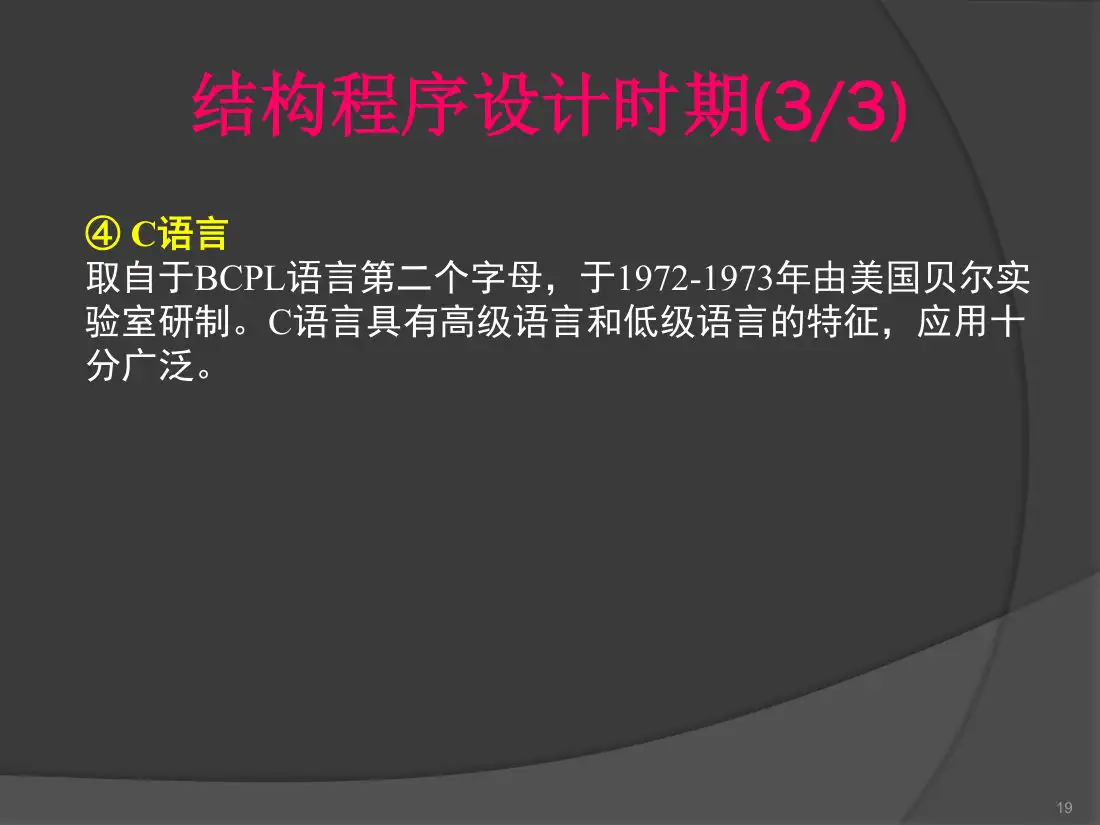 结构程序设计时期(3/3)
④ C语言
取自于BCPL语言第二个字母，于1972-1973年由美国贝尔实
验室研制。C语言具有高级语言和低级语言的特征，应用十
分广泛。
19